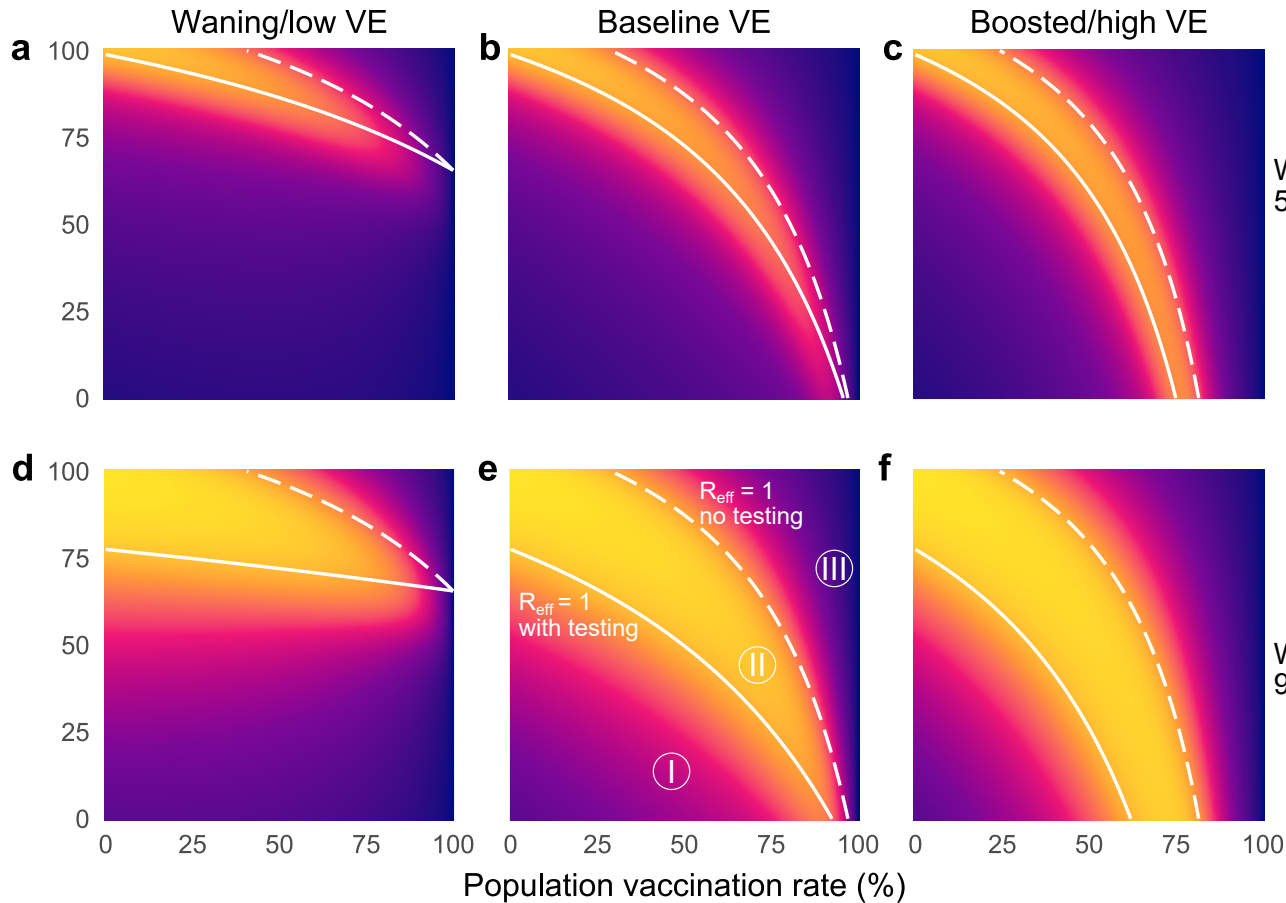 Waning/low VE
Baseline VE
Boosted/high VE
a
b
c
100
75
50
25
0
W
5
d
e
f
100
75
50
25
0
R_eff = 1
no testing
III
R_eff = 1
with testing
II
I
W
9
0 25 50 75 100
0 25 50 75 100
0 25 50 75 100
Population vaccination rate (%)